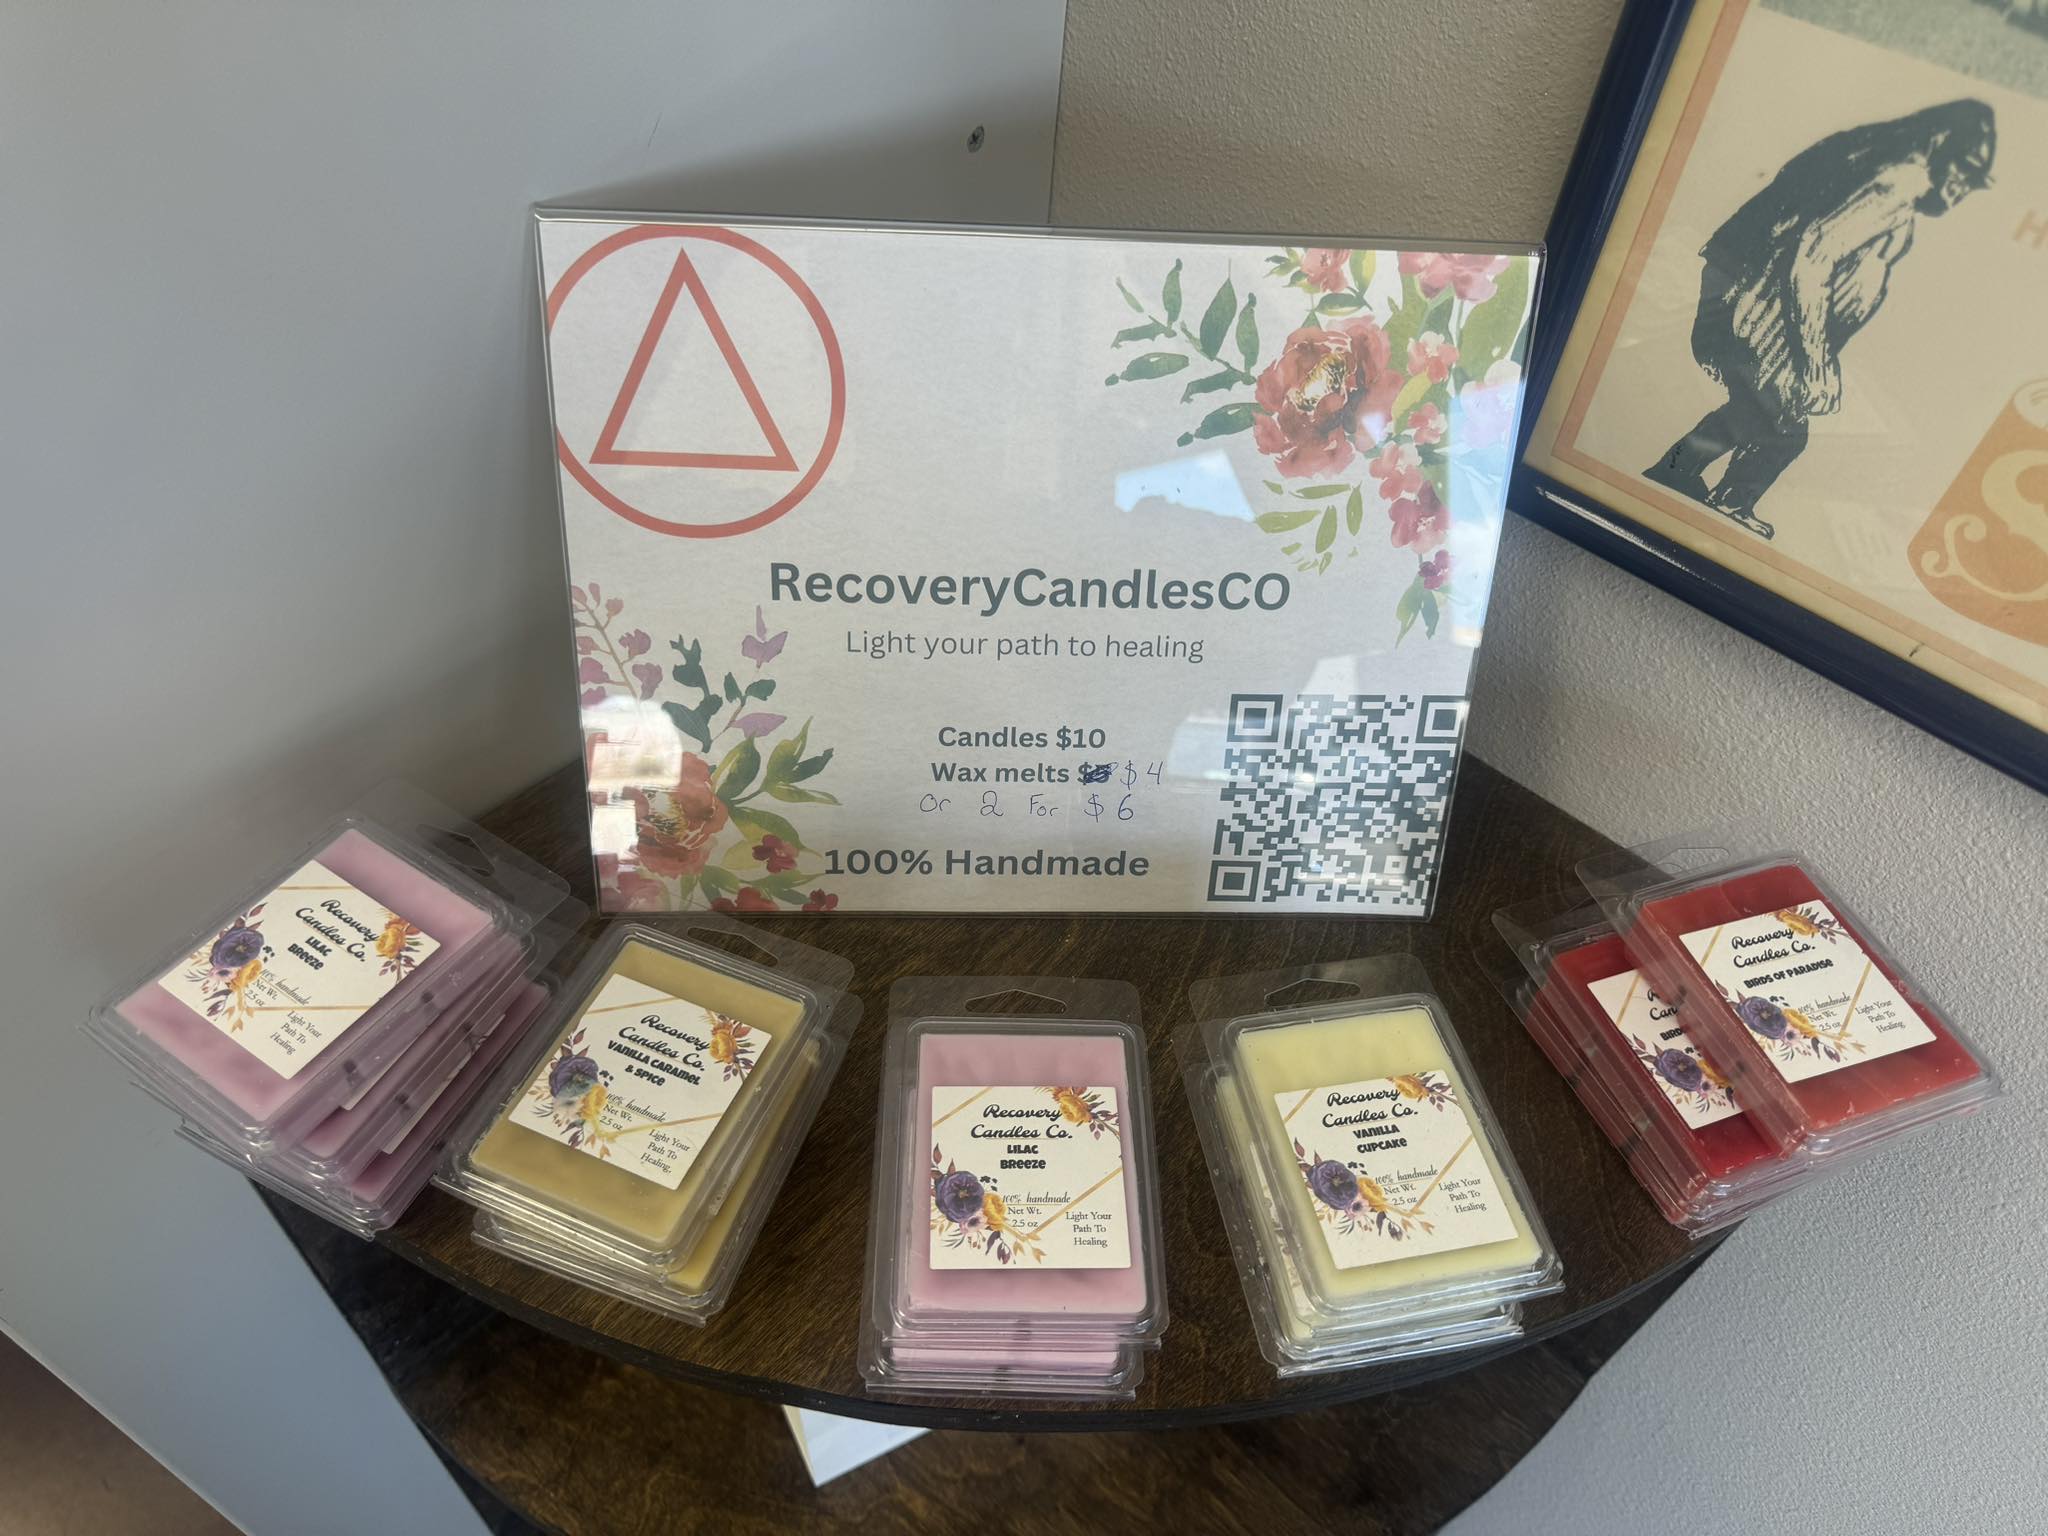 RecoveryCandlesCO
Light your path to healing
Candles $10
Wax melts $5 $4
Or 2 For $6
100% Handmade
Recovery
Candles Co.
LILAC
BREEZE
100% handmade
Net Wt.
2.5 oz
Light Your
Path To
Healing
Recovery
Candles Co.
VANILLA CARAMEL
& SPICE
100% handmade
Net Wt.
2.5 oz
Light Your
Path To
Healing
Recovery
Candles Co.
LILAC
BREEZE
100% handmade
Net Wt.
2.5 oz
Light Your
Path To
Healing
Recovery
Candles Co.
VANILLA
CUPCAKE
100% handmade
Net Wt.
2.5 oz
Light Your
Path To
Healing
Recovery
Candles Co.
BIRDS OF PARADISE
100% handmade
Net Wt.
2.5 oz
Light Your
Path To
Healing